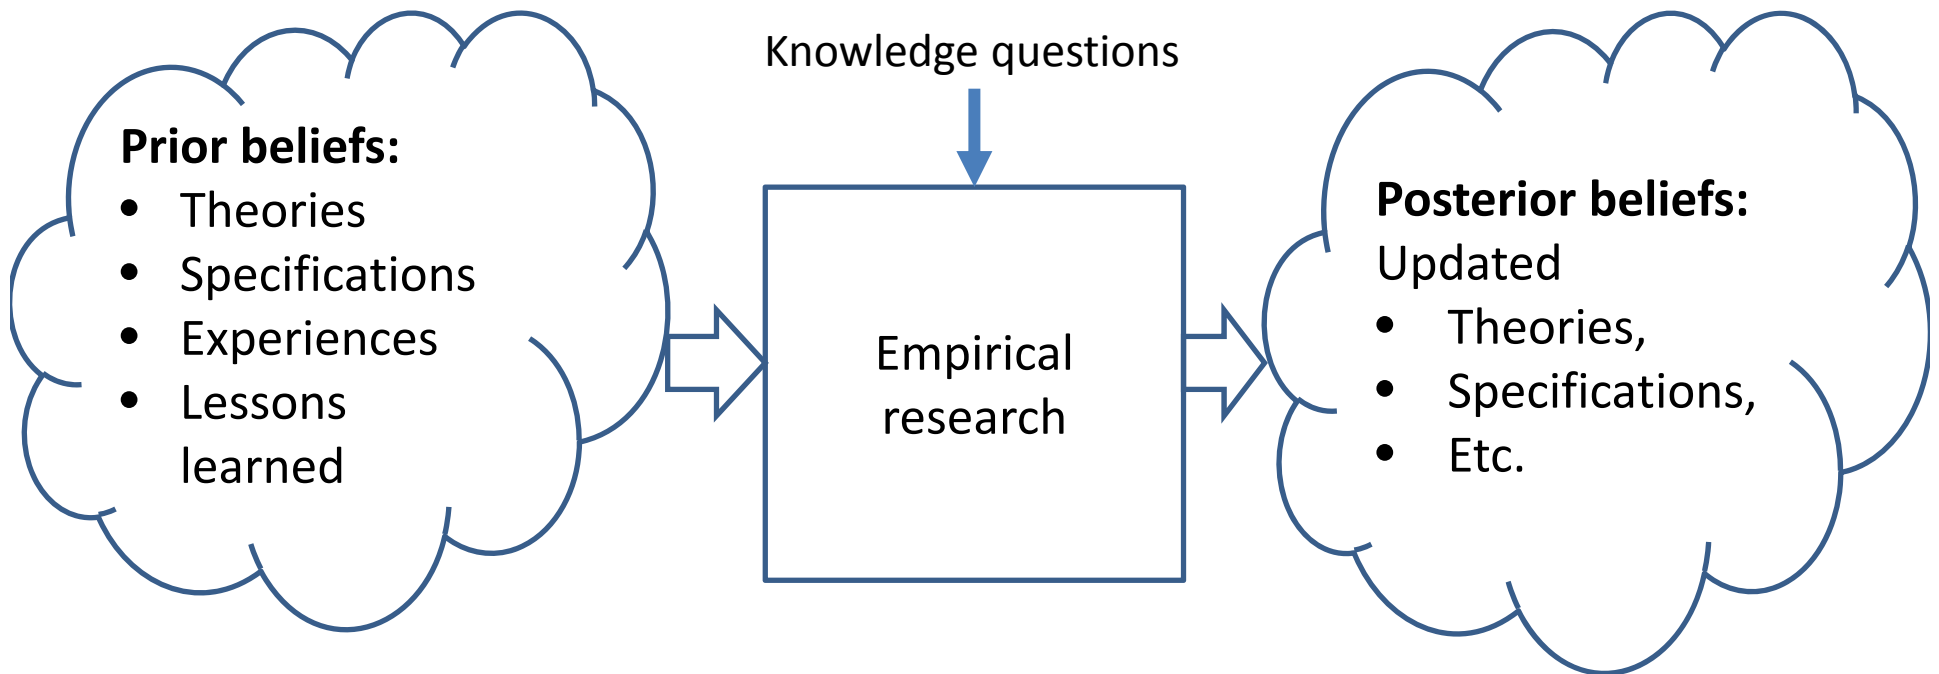 Knowledge questions
Prior beliefs:
• Theories
• Specifications
• Experiences
• Lessons
learned
Empirical
research
Posterior beliefs:
Updated
• Theories,
• Specifications,
• Etc.